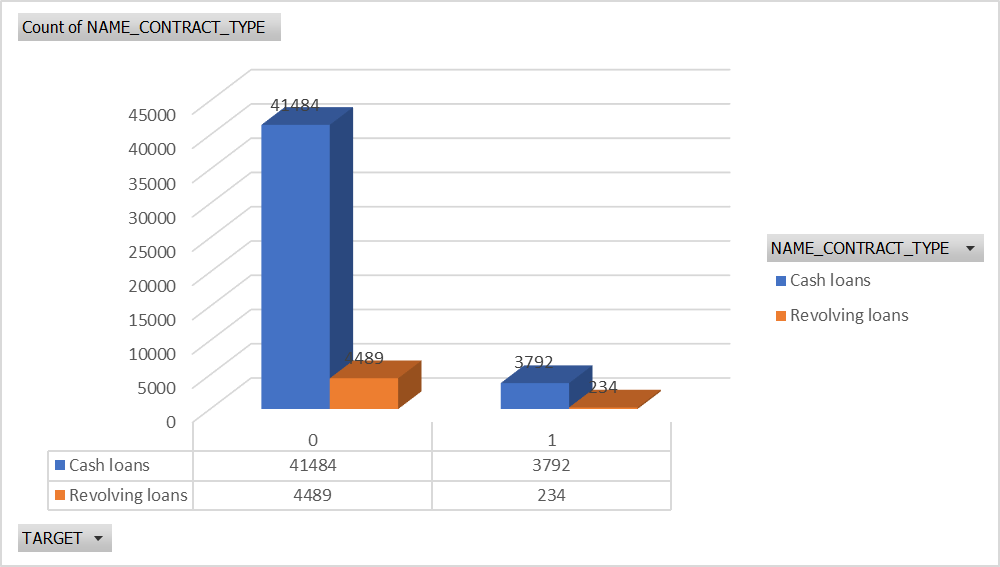 Count of NAME_CONTRACT_TYPE
45000
40000
35000
30000
25000
20000
15000
10000
5000
0
41484
4489
3792
234
0 1
Cash loans 41484 3792
Revolving loans 4489 234
NAME_CONTRACT_TYPE
Cash loans
Revolving loans
TARGET